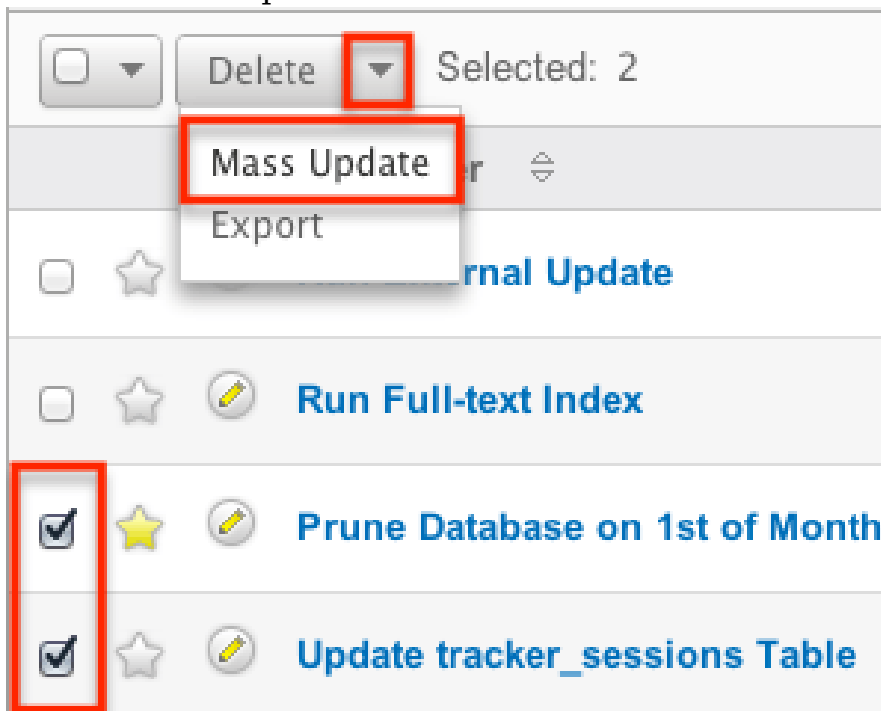 Delete Selected: 2
Mass Update
Export
Update
Run Full-text Index
Prune Database on 1st of Month
Update tracker_sessions Table